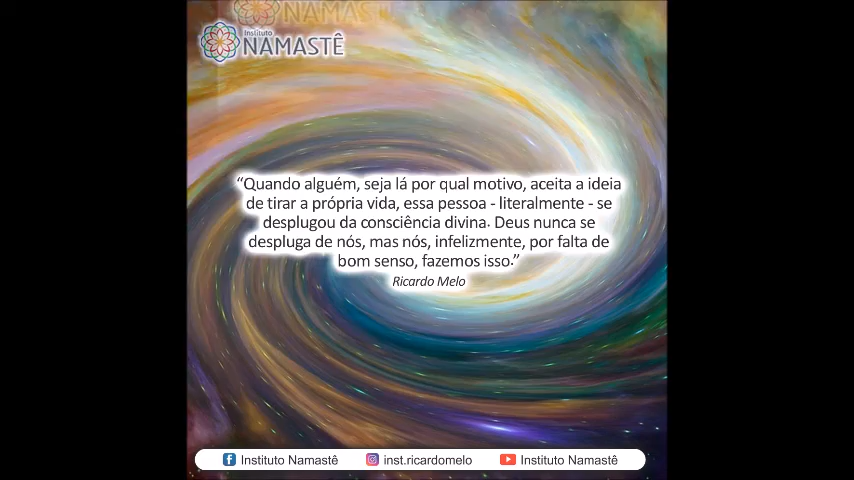 NAMAST
Instituto
NAMASTÊ
“Quando alguém, seja lá por qual motivo, aceita a ideia
de tirar a própria vida, essa pessoa - literalmente - se
desplugou da consciência divina. Deus nunca se
despluga de nós, mas nós, infelizmente, por falta de
bom senso, fazemos isso.”
Ricardo Melo
Instituto Namastê
inst.ricardomelo
Instituto Namastê